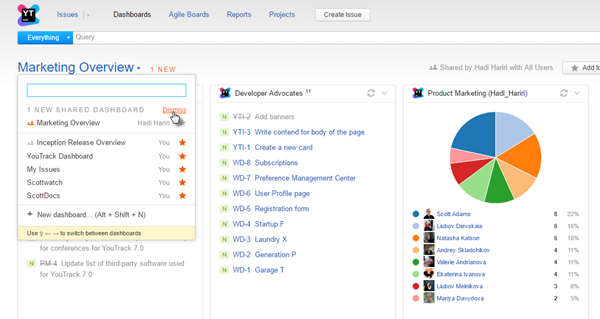 YT
Issues
Dashboards
Agile Boards
Reports
Projects
Create Issue
Everything
Query
Marketing Overview
1 NEW
Shared by Hadi Hariri with All Users
Add to
1 NEW SHARED DASHBOARD
Dismiss
Marketing Overview
Hadi Hariri
Inception Release Overview
You
YouTrack Dashboard
You
My Issues
You
Scottwatch
You
ScottDocs
You
+ New dashboard... (Alt + Shift + N)
Use ⇧ ← → to switch between dashboards
for conferences for YouTrack 7.0
N PM-4 Update list of third-party software used
for YouTrack 7.0
Developer Advocates 11
N YTI-2 Add banners
N YTI-3 Write contend for body of the page
N YTI-1 Create a new card
N WD-8 Subscriptions
N WD-7 Preference Management Center
N WD-6 User Profile page
N WD-5 Registration form
N WD-4 Startup F
N WD-3 Laundry X
N WD-2 Generation P
N WD-1 Garage T
Product Marketing (Hadi_Hariri)
Scott Adams 8 22%
Liubov Dievskaia 6 16%
Natasha Katson 6 16%
Andrey Skladchikov 4 11%
Valerie Andrianova 4 11%
Ekaterina Ivanova 4 11%
Liubov Melnikova 3 8%
Mariya Davydova 2 5%